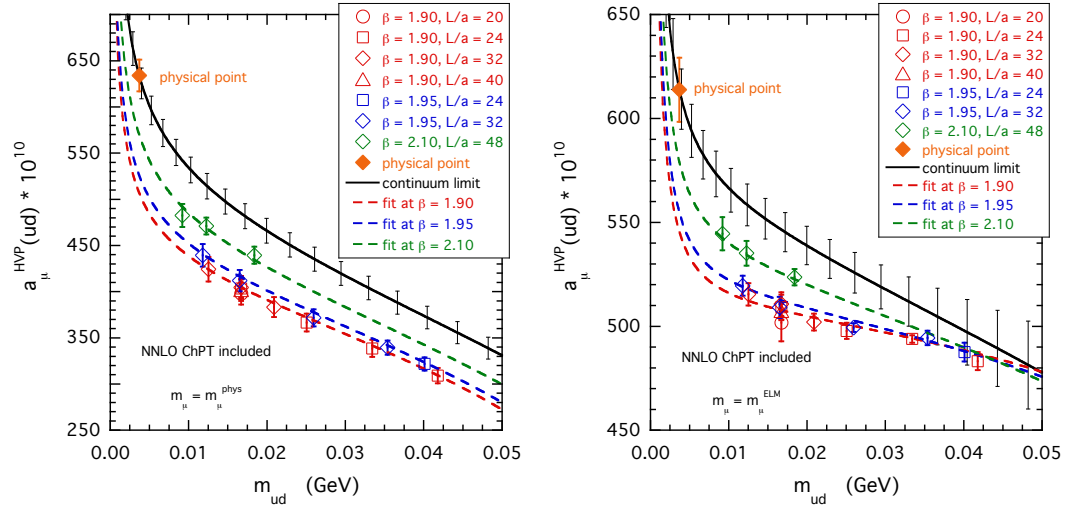 a_μ^HVP(ud) * 10^10
650
550
450
350
250
0.00
0.01
0.02
0.03
0.04
0.05
m_ud (GeV)
β = 1.90, L/a = 20
β = 1.90, L/a = 24
β = 1.90, L/a = 32
β = 1.90, L/a = 40
β = 1.95, L/a = 24
β = 1.95, L/a = 32
β = 2.10, L/a = 48
physical point
continuum limit
fit at β = 1.90
fit at β = 1.95
fit at β = 2.10
physical point
NNLO ChPT included
m_μ = m_μ^phys
a_μ^HVP(ud) * 10^10
650
600
550
500
450
0.00
0.01
0.02
0.03
0.04
0.05
m_ud (GeV)
β = 1.90, L/a = 20
β = 1.90, L/a = 24
β = 1.90, L/a = 32
β = 1.90, L/a = 40
β = 1.95, L/a = 24
β = 1.95, L/a = 32
β = 2.10, L/a = 48
physical point
continuum limit
fit at β = 1.90
fit at β = 1.95
fit at β = 2.10
physical point
NNLO ChPT included
m_μ = m_μ^ELM